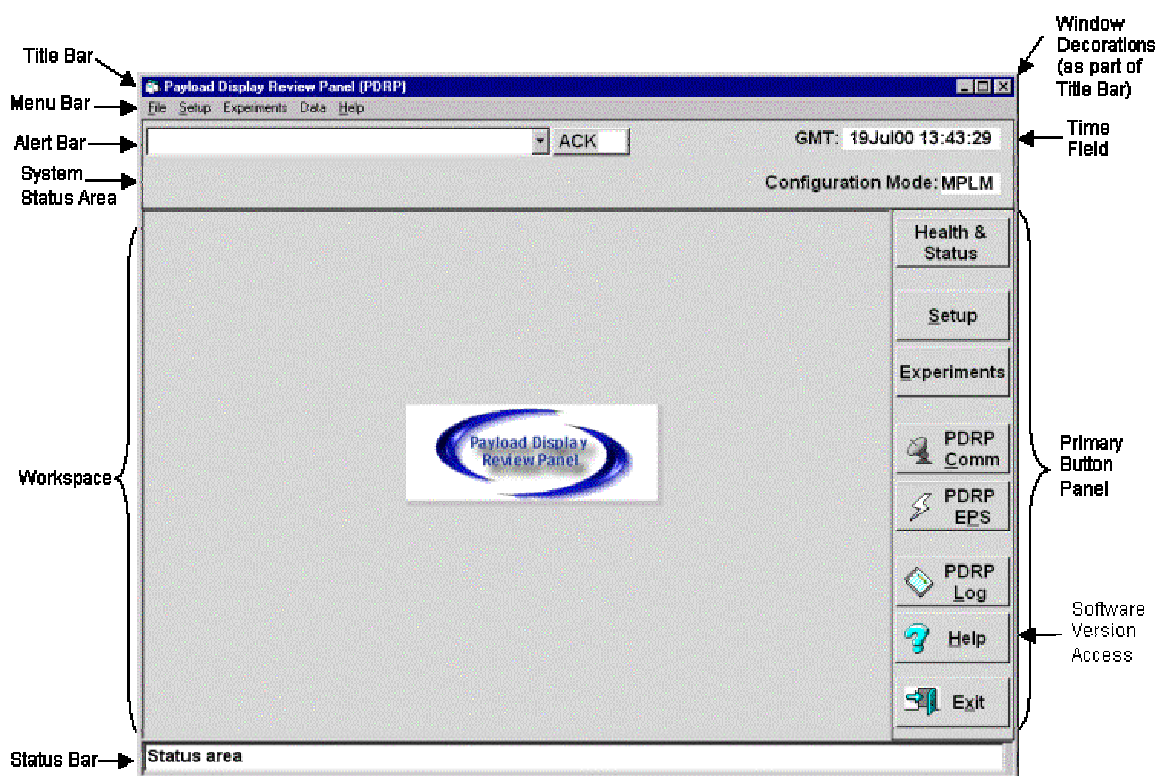 Window
Decorations
(as part of
Title Bar)
Title Bar
Payload Display Review Panel (PDRP)
Menu Bar
File Setup Experiments Data Help
Alert Bar
ACK
GMT: 19Jul00 13:43:29
Time
Field
System
Status Area
Configuration Mode: MPLM
Health &
Status
Setup
Experiments
Payload Display
Review Panel
Workspace
PDRP
Comm
PDRP
EPS
Primary
Button
Panel
PDRP
Log
Help
Software
Version
Access
Exit
Status Bar
Status area